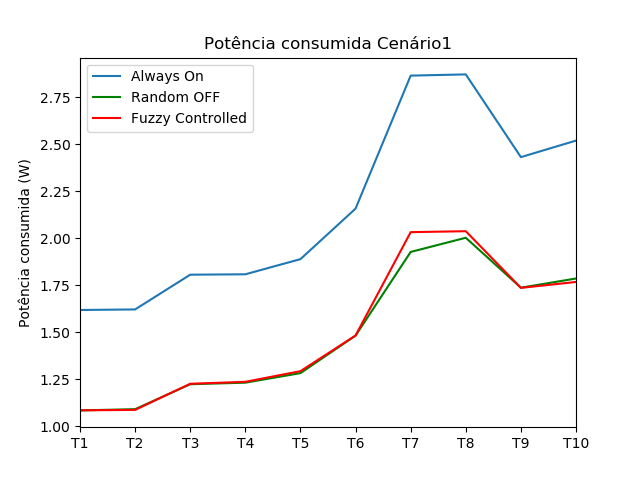 Potência consumida Cenário1
Always On
Random OFF
Fuzzy Controlled
Potência consumida (W)
2.75
2.50
2.25
2.00
1.75
1.50
1.25
1.00
T1 T2 T3 T4 T5 T6 T7 T8 T9 T10